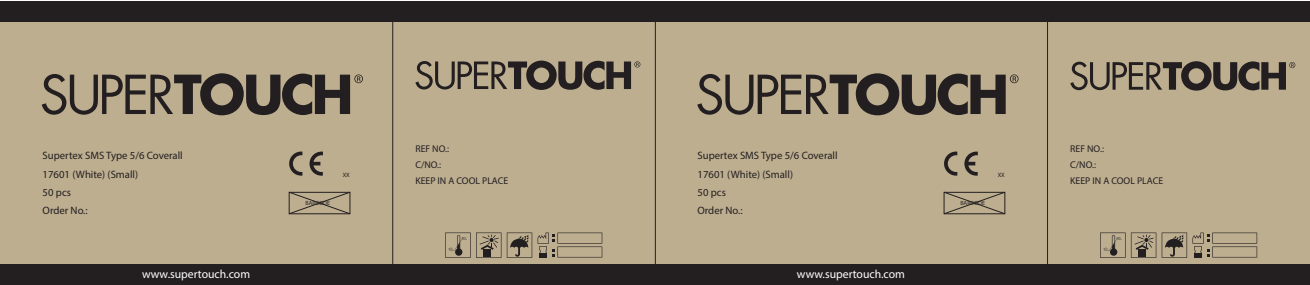 SUPERTOUCH®
Supertex SMS Type 5/6 Coverall
17601 (White) (Small)
50 pcs
Order No.:
CE
xx
SUPERTOUCH®
REF NO.:
C/NO.:
KEEP IN A COOL PLACE
SUPERTOUCH®
Supertex SMS Type 5/6 Coverall
17601 (White) (Small)
50 pcs
Order No.:
CE
xx
SUPERTOUCH®
REF NO.:
C/NO.:
KEEP IN A COOL PLACE
www.supertouch.com
www.supertouch.com